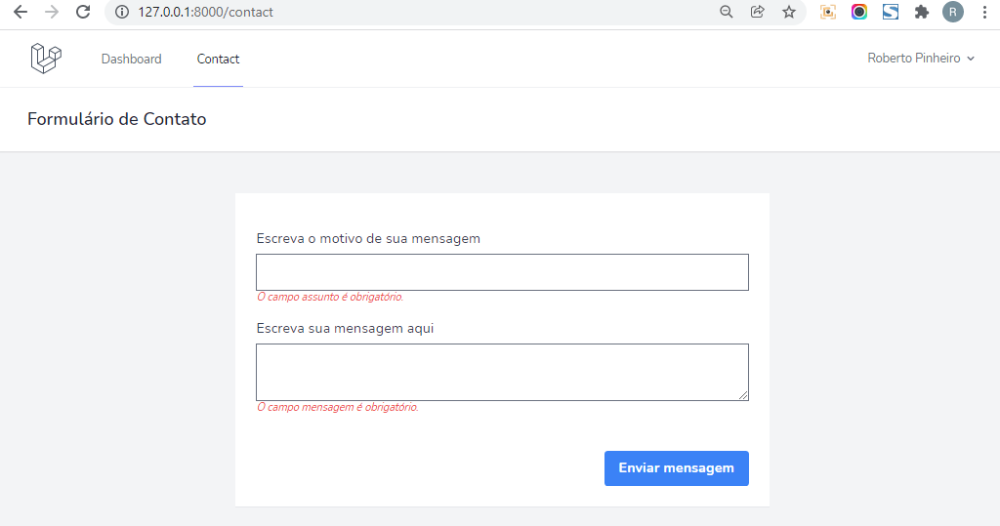 127.0.0.1:8000/contact
R
Dashboard
Contact
Roberto Pinheiro
Formulário de Contato
Escreva o motivo de sua mensagem
O campo assunto é obrigatório.
Escreva sua mensagem aqui
O campo mensagem é obrigatório.
Enviar mensagem